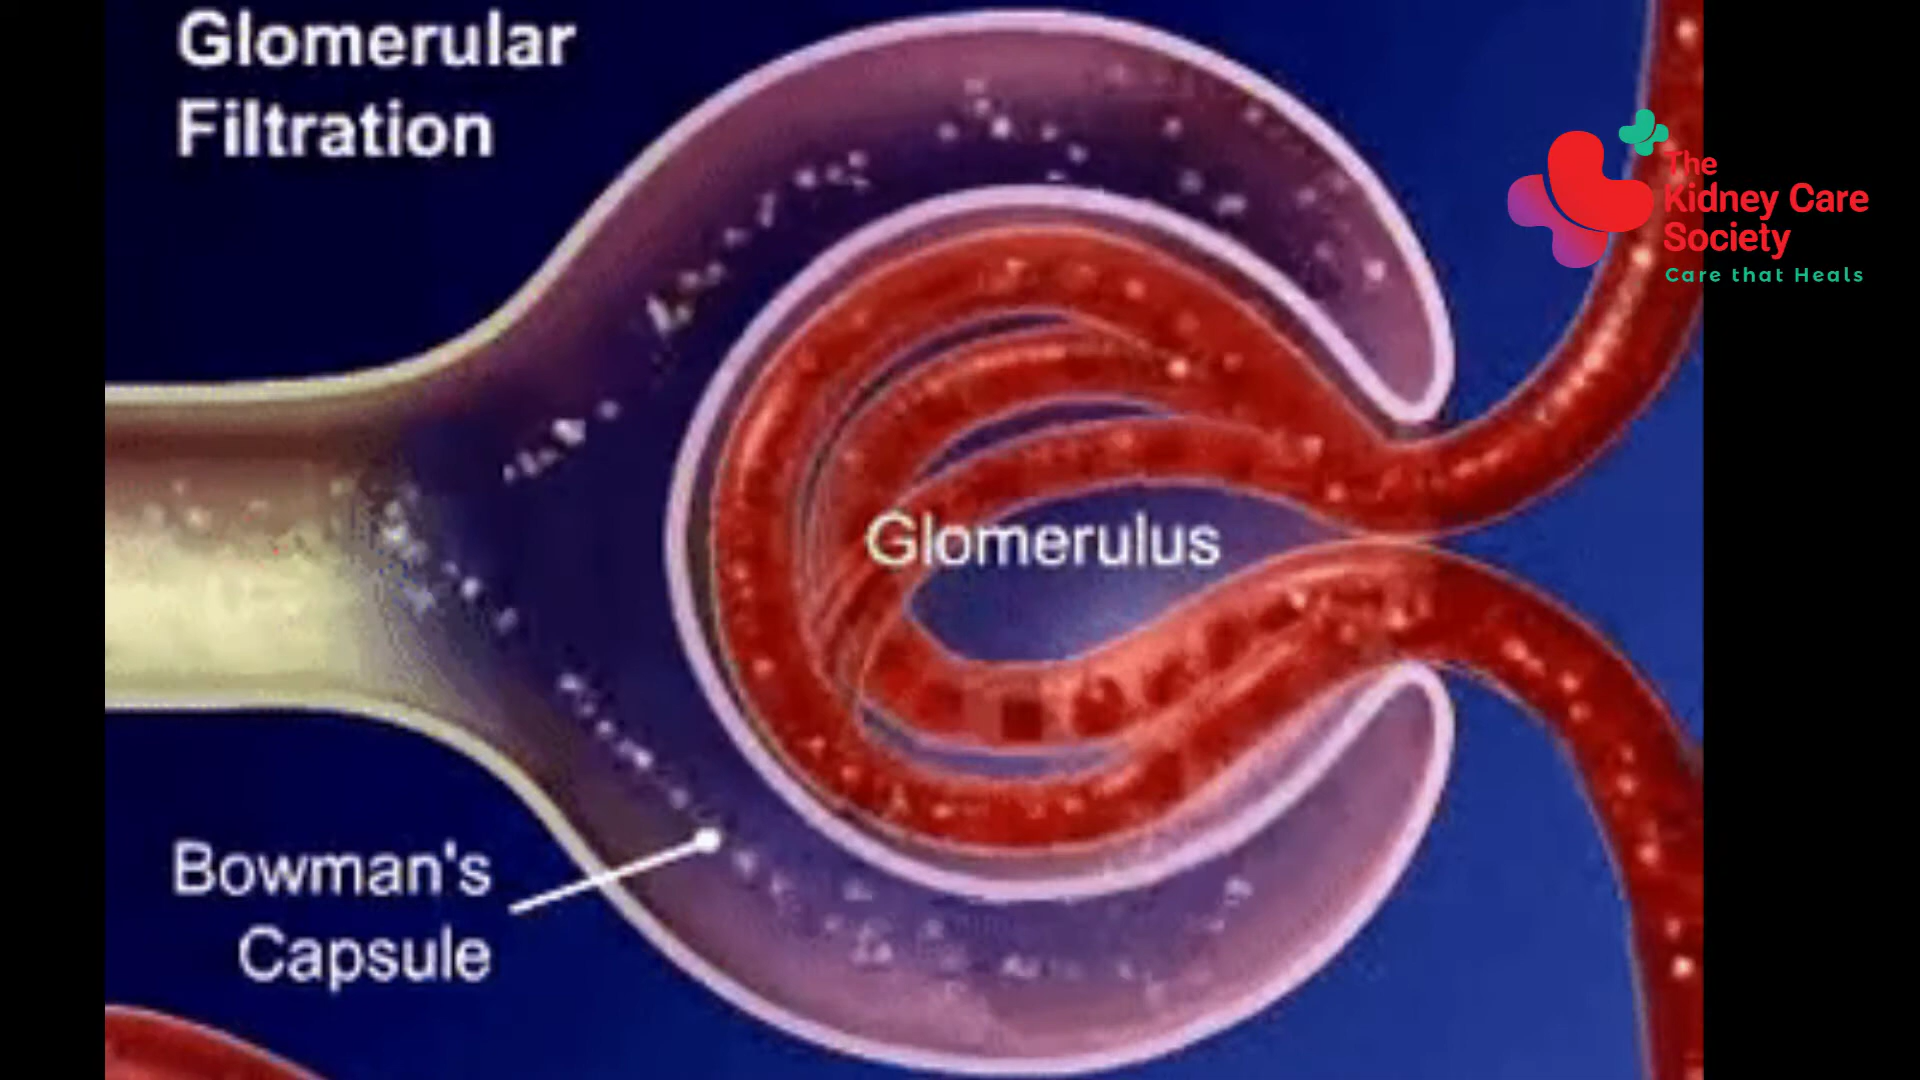 Glomerular
Filtration
The
Kidney Care
Society
Care that Heals
Glomerulus
Bowman's
Capsule